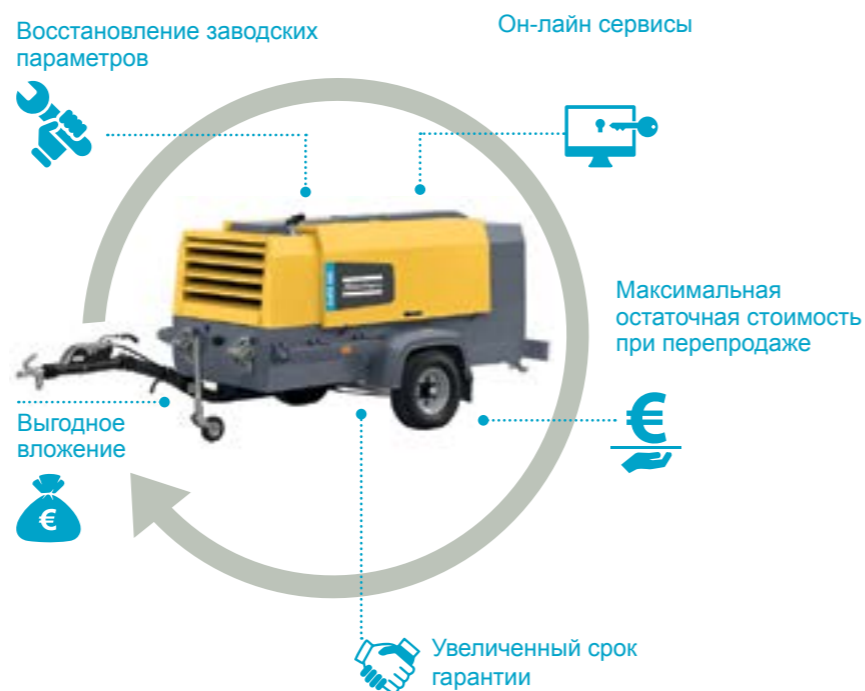 Восстановление заводских
параметров
Он-лайн сервисы
Максимальная
остаточная стоимость
при перепродаже
€
Выгодное
вложение
€
Увеличенный срок
гарантии